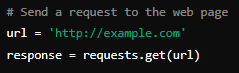 # Send a request to the web page
url = 'http://example.com'
response = requests.get(url)